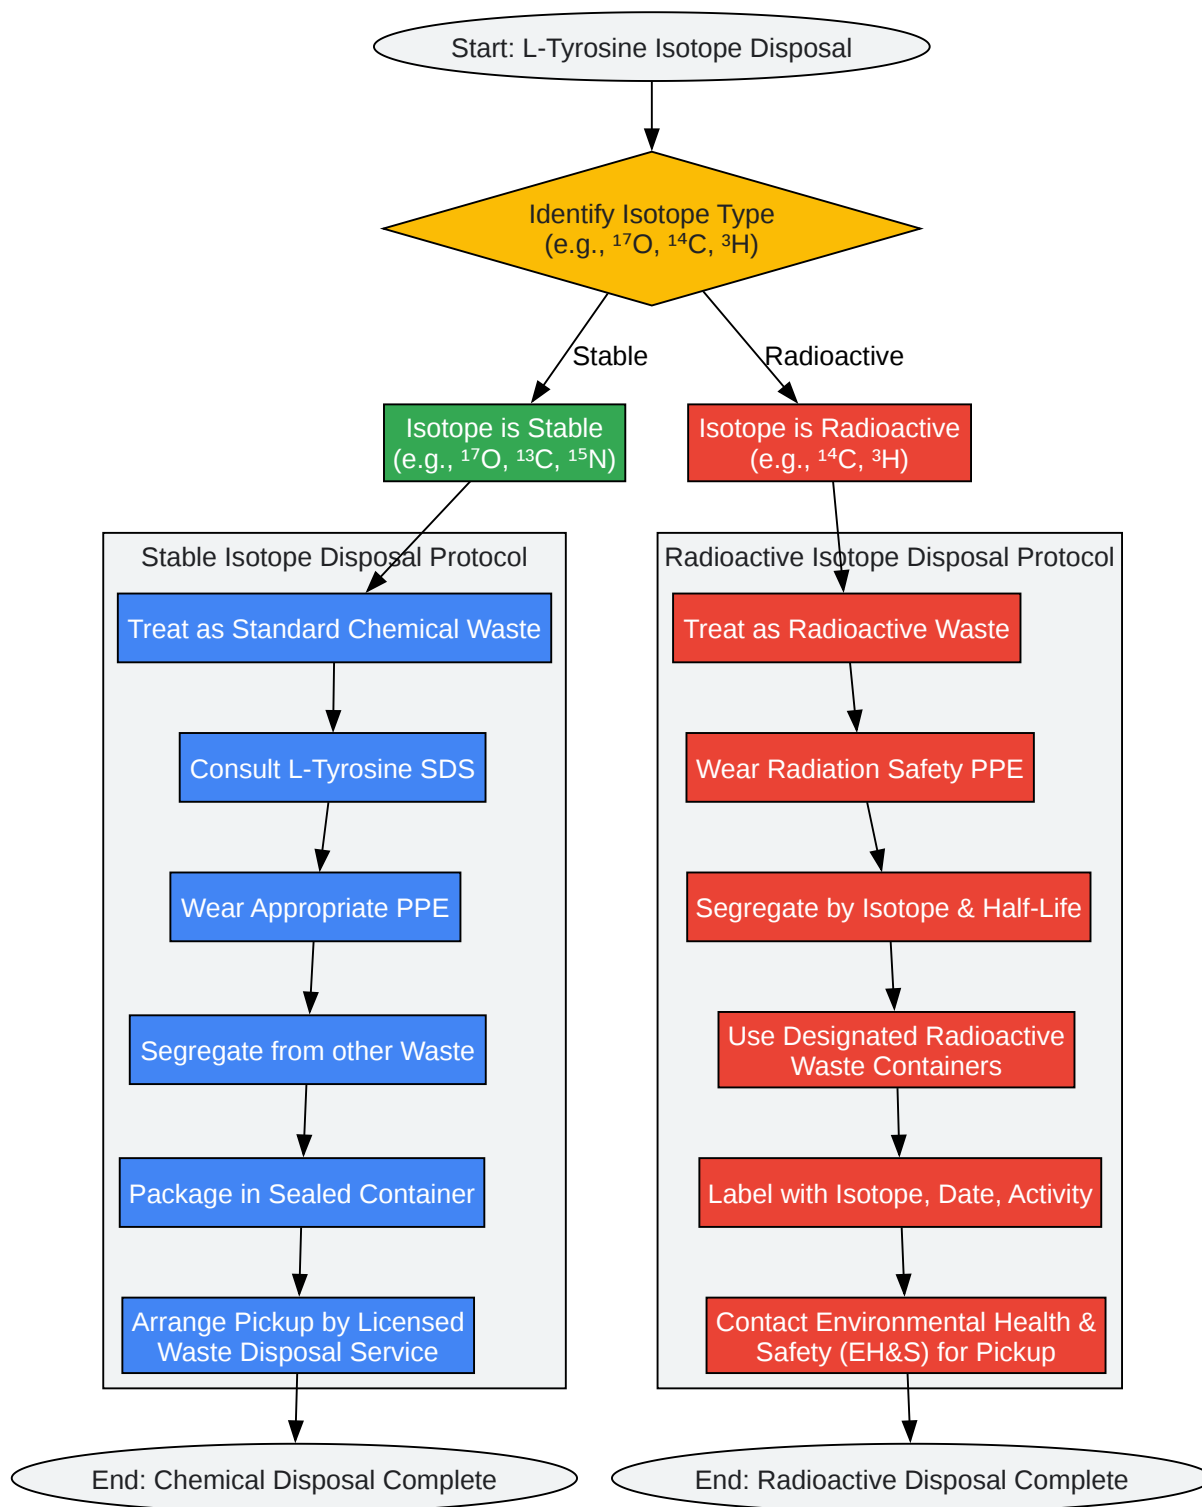 Start: L-Tyrosine Isotope Disposal
Identify Isotope Type
(e.g., ¹⁷O, ¹⁴C, ³H)
Stable
Radioactive
Isotope is Stable
(e.g., ¹⁷O, ¹³C, ¹⁵N)
Isotope is Radioactive
(e.g., ¹⁴C, ³H)
Stable Isotope Disposal Protocol
Treat as Standard Chemical Waste
Consult L-Tyrosine SDS
Wear Appropriate PPE
Segregate from other Waste
Package in Sealed Container
Arrange Pickup by Licensed
Waste Disposal Service
End: Chemical Disposal Complete
Radioactive Isotope Disposal Protocol
Treat as Radioactive Waste
Wear Radiation Safety PPE
Segregate by Isotope & Half-Life
Use Designated Radioactive
Waste Containers
Label with Isotope, Date, Activity
Contact Environmental Health &
Safety (EH&S) for Pickup
End: Radioactive Disposal Complete